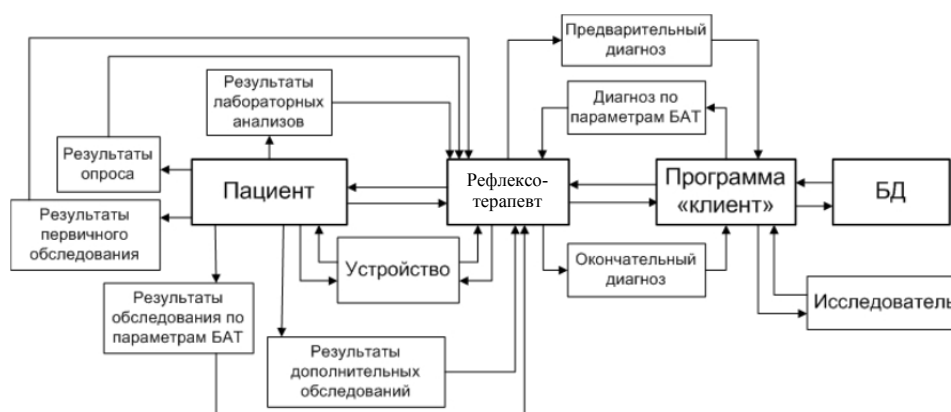 Предварительный
диагноз
Результаты
лабораторных
анализов
Диагноз по
параметрам БАТ
Результаты
опроса
Пациент
Рефлексо-
терапевт
Программа
«клиент»
БД
Результаты
первичного
обследования
Устройство
Окончательный
диагноз
Результаты
обследования по
параметрам БАТ
Исследователь
Результаты
дополнительных
обследований